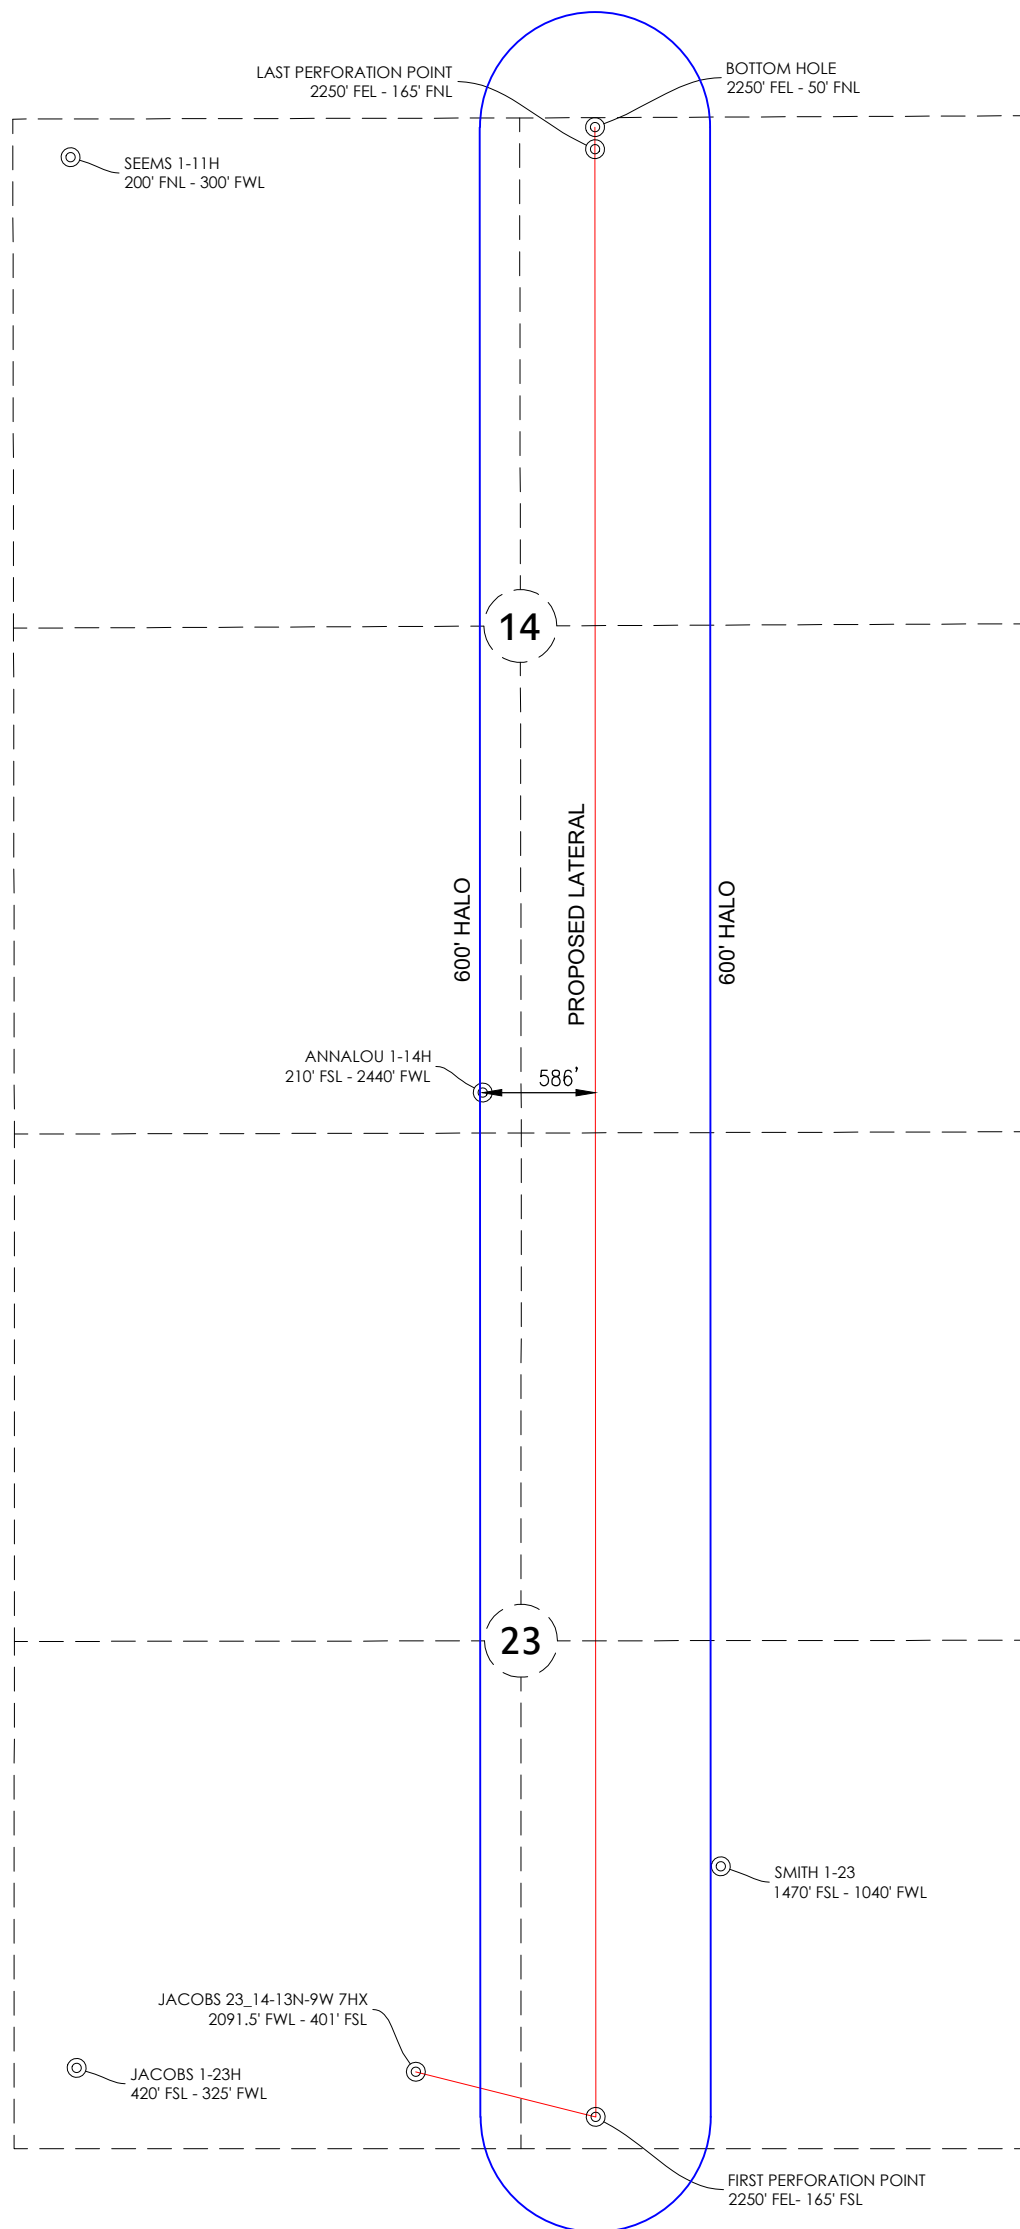 LAST PERFORATION POINT
2250' FEL - 165' FNL
BOTTOM HOLE
2250' FEL - 50' FNL
SEEMS 1-11H
200' FNL - 300' FWL
14
PROPOSED LATERAL
600' HALO
600' HALO
ANNALOU 1-14H
210' FSL - 2440' FWL
586'
23
SMITH 1-23
1470' FSL - 1040' FWL
JACOBS 23_14-13N-9W 7HX
2091.5' FWL - 401' FSL
JACOBS 1-23H
420' FSL - 325' FWL
FIRST PERFORATION POINT
2250' FEL- 165' FSL